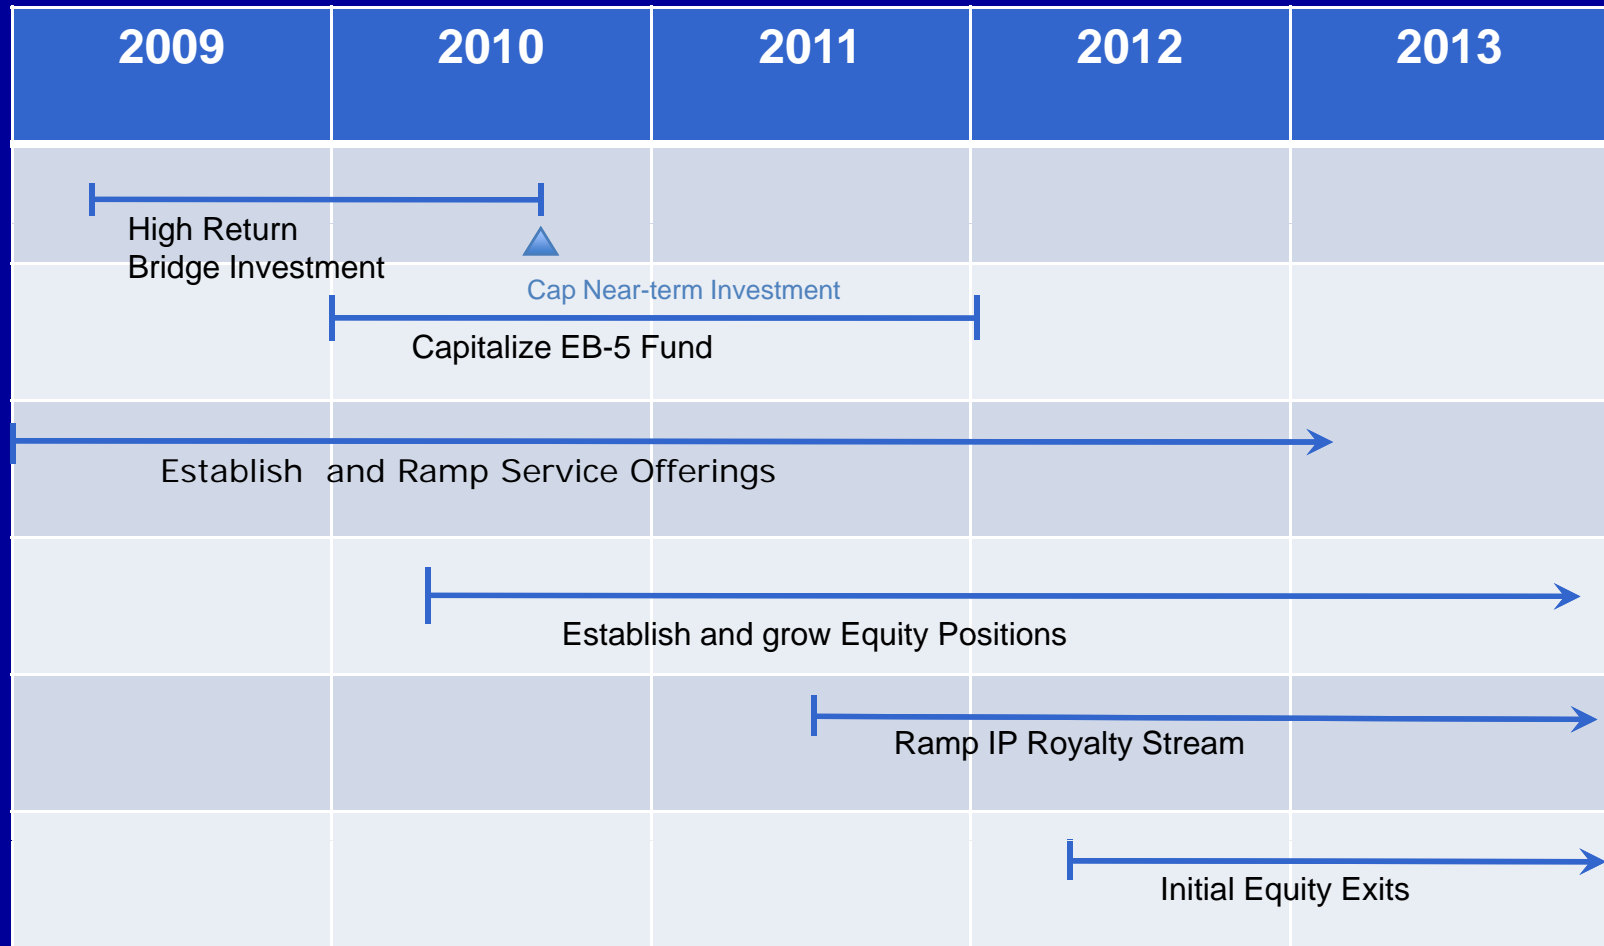 2009
2010
2011
2012
2013
High Return
Bridge Investment
Cap Near-term Investment
Capitalize EB-5 Fund
Establish  and Ramp Service Offerings
Establish and grow Equity Positions
Ramp IP Royalty Stream
Initial Equity Exits